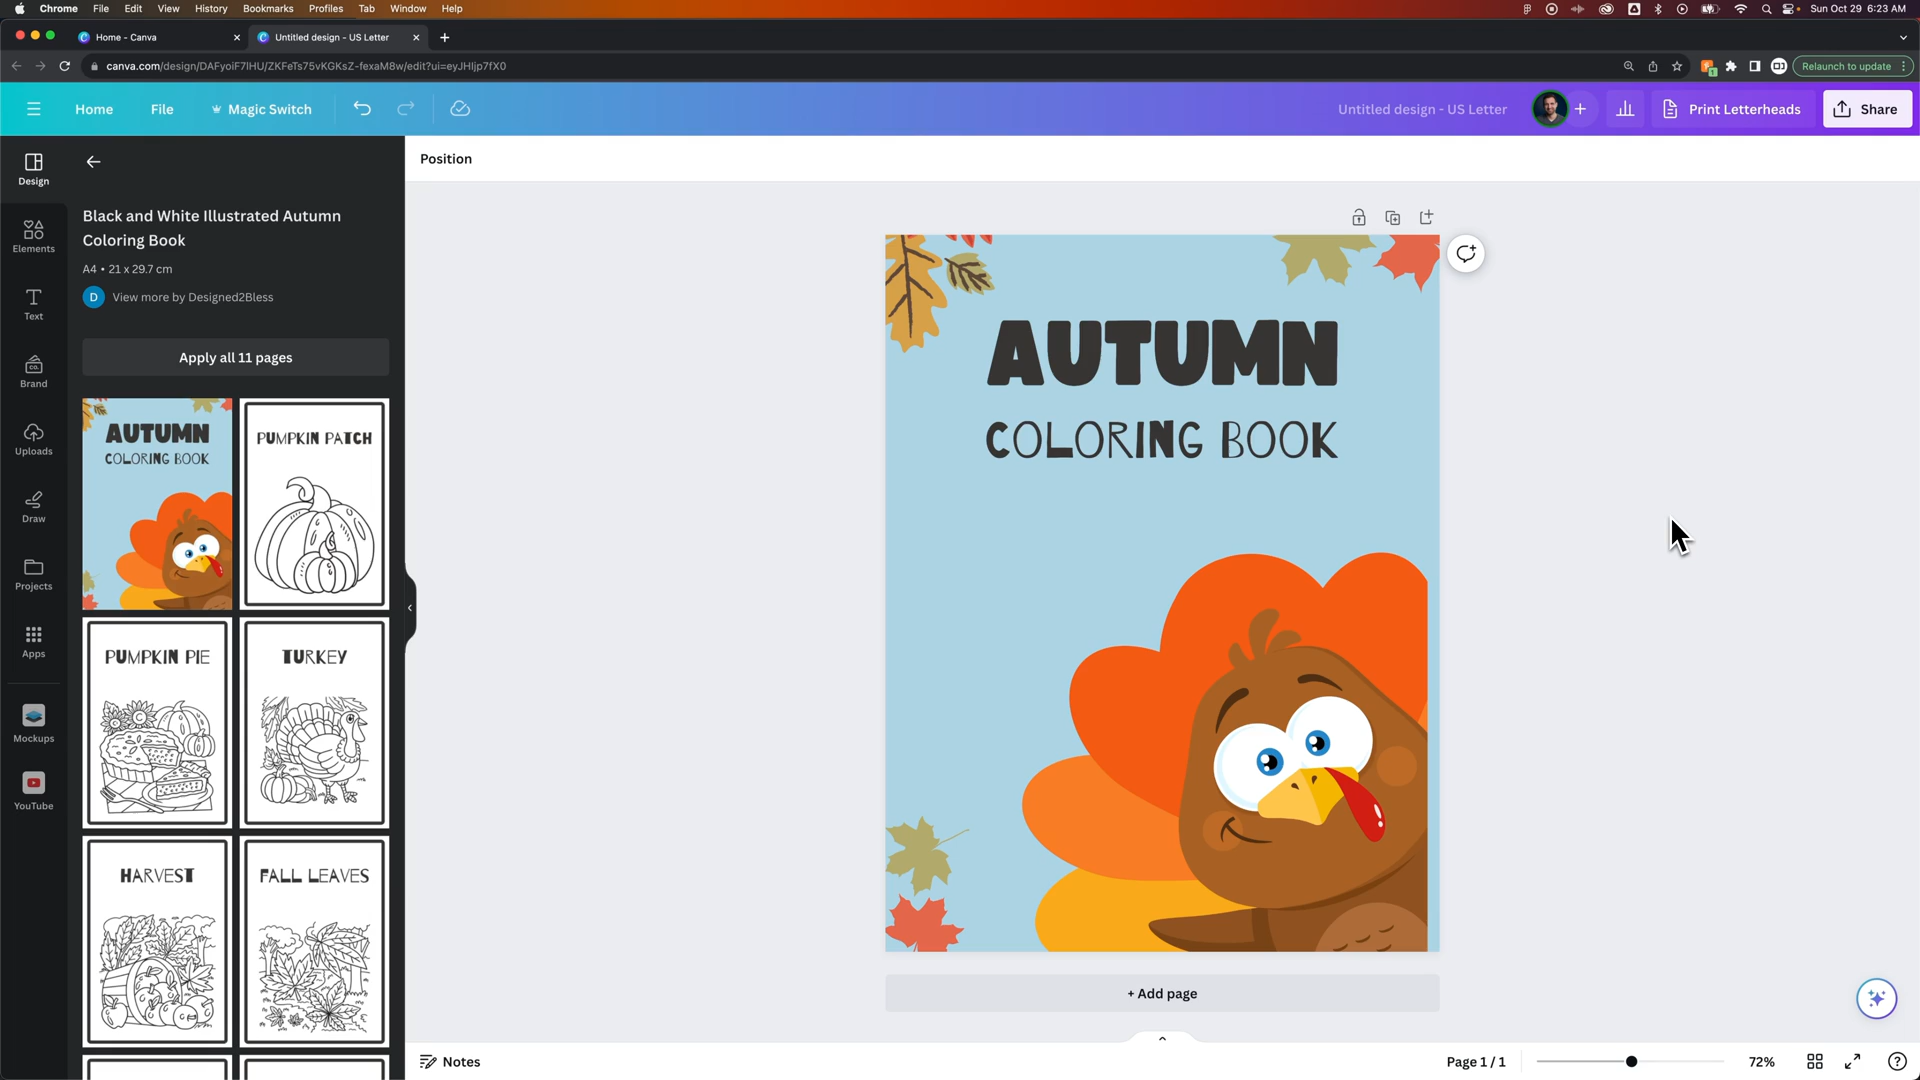 Chrome File Edit View History Bookmarks Profiles Tab Window Help
Sun Oct 29 6:23 AM
Home - Canva
Untitled design - US Letter
canva.com/design/DAFyoiF7lHU/ZKFeTs75vKGKsZ-fexaM8w/edit?ui=eyJHIjp7fX0
Relaunch to update
Home File Magic Switch
Untitled design - US Letter
Print Letterheads
Share
Design
Elements
Text
CO.
Brand
Uploads
Draw
Projects
Apps
Mockups
YouTube
Black and White Illustrated Autumn
Coloring Book
A4 • 21 x 29.7 cm
D
View more by Designed2Bless
Apply all 11 pages
AUTUMN
COLORING BOOK
PUMPKIN PATCH
PUMPKIN PIE
TURKEY
HARVEST
FALL LEAVES
Position
AUTUMN
COLORING BOOK
+ Add page
Notes
Page 1 / 1
72%